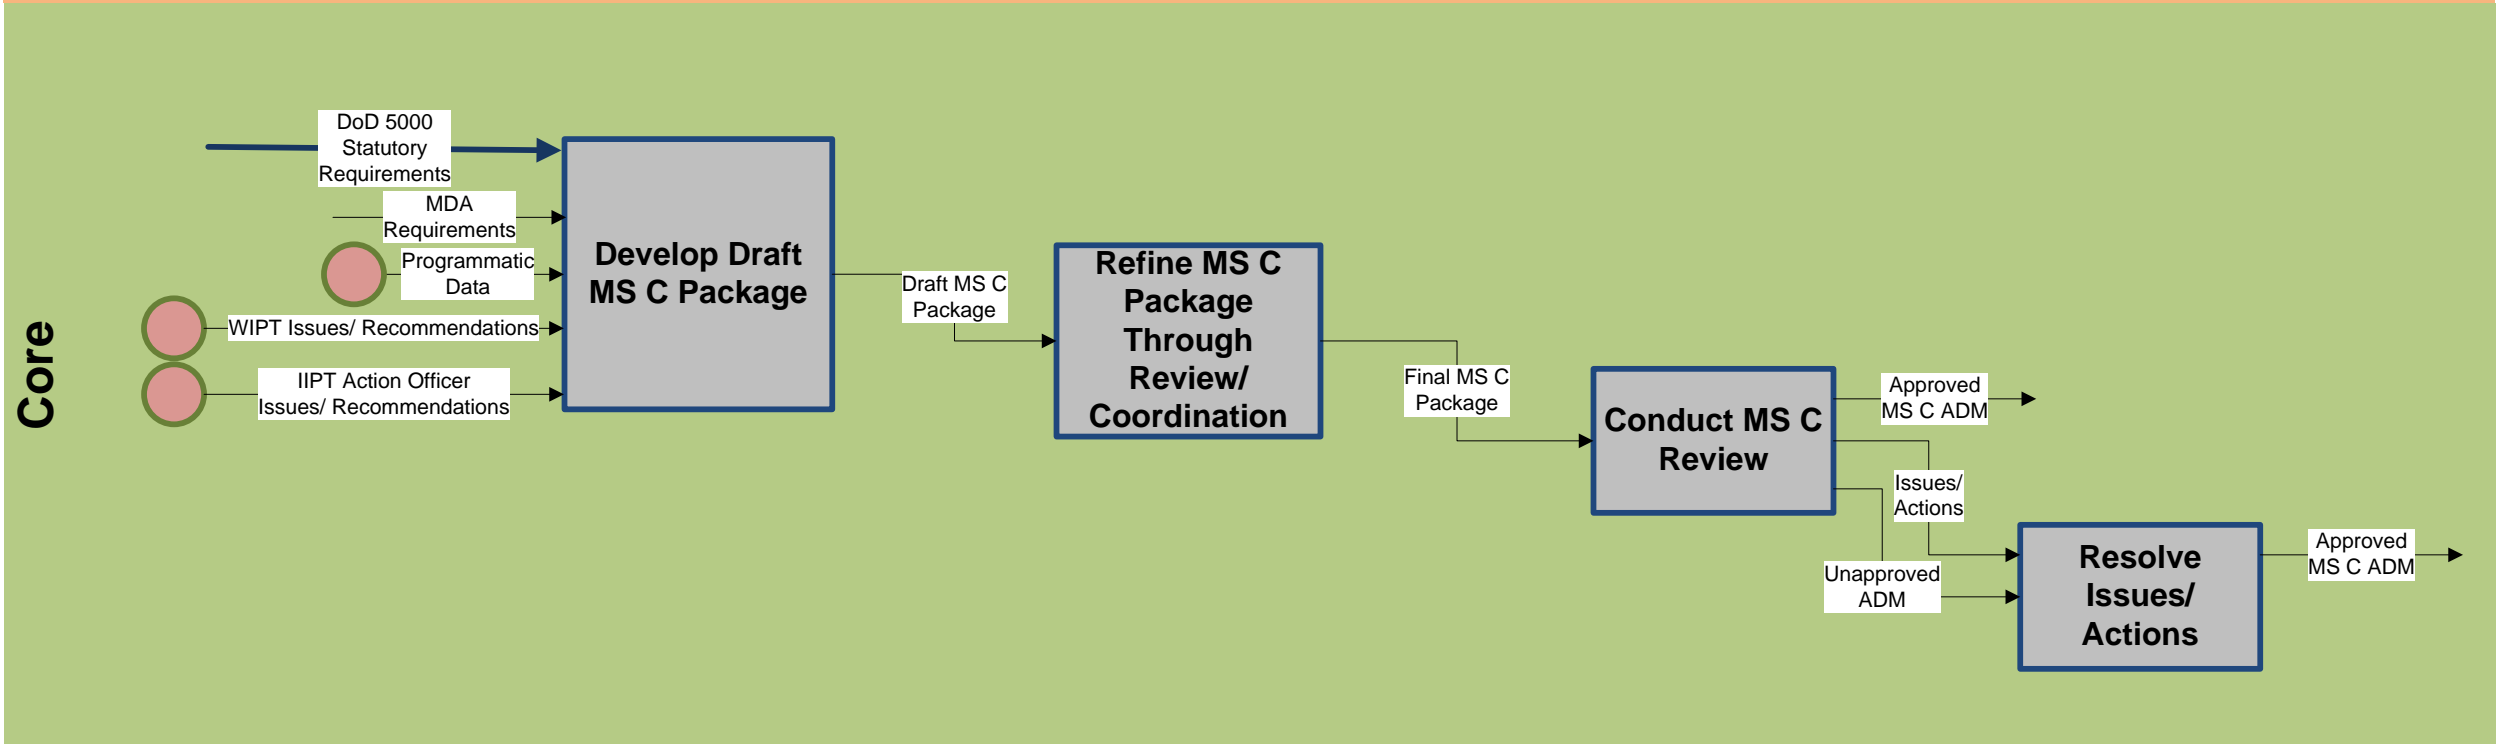 Core
DoD 5000
Statutory
Requirements
MDA
Requirements
Programmatic
Data
WIPT Issues/ Recommendations
IIPT Action Officer
Issues/ Recommendations
Develop Draft
MS C Package
Draft MS C
Package
Refine MS C
Package
Through
Review/
Coordination
Final MS C
Package
Conduct MS C
Review
Approved
MS C ADM
Issues/
Actions
Unapproved
ADM
Resolve
Issues/
Actions
Approved
MS C ADM